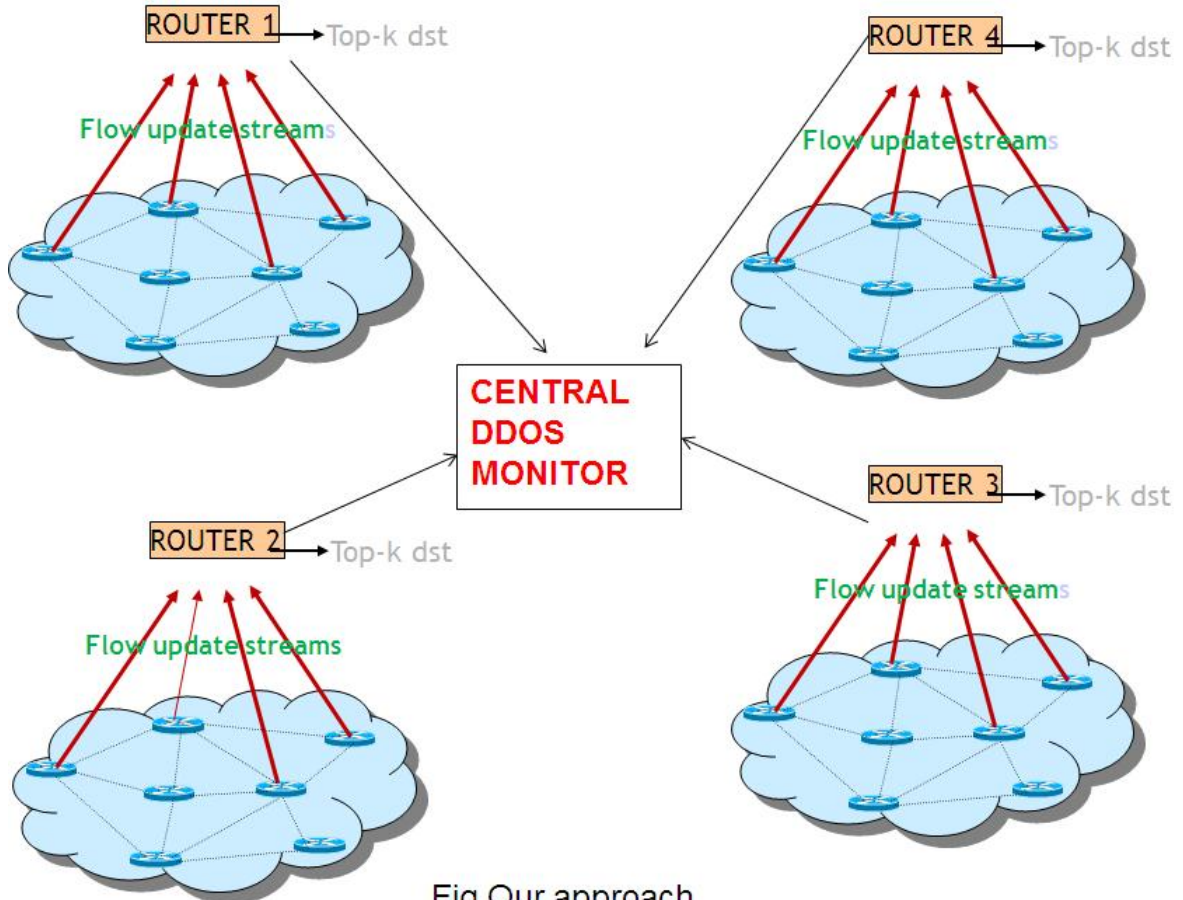 ROUTER 1
Top-k dst
Flow update streams
ROUTER 4
Top-k dst
Flow update streams
CENTRAL
DDOS
MONITOR
ROUTER 2
Top-k dst
Flow update streams
ROUTER 3
Top-k dst
Flow update streams
Fig Our approach